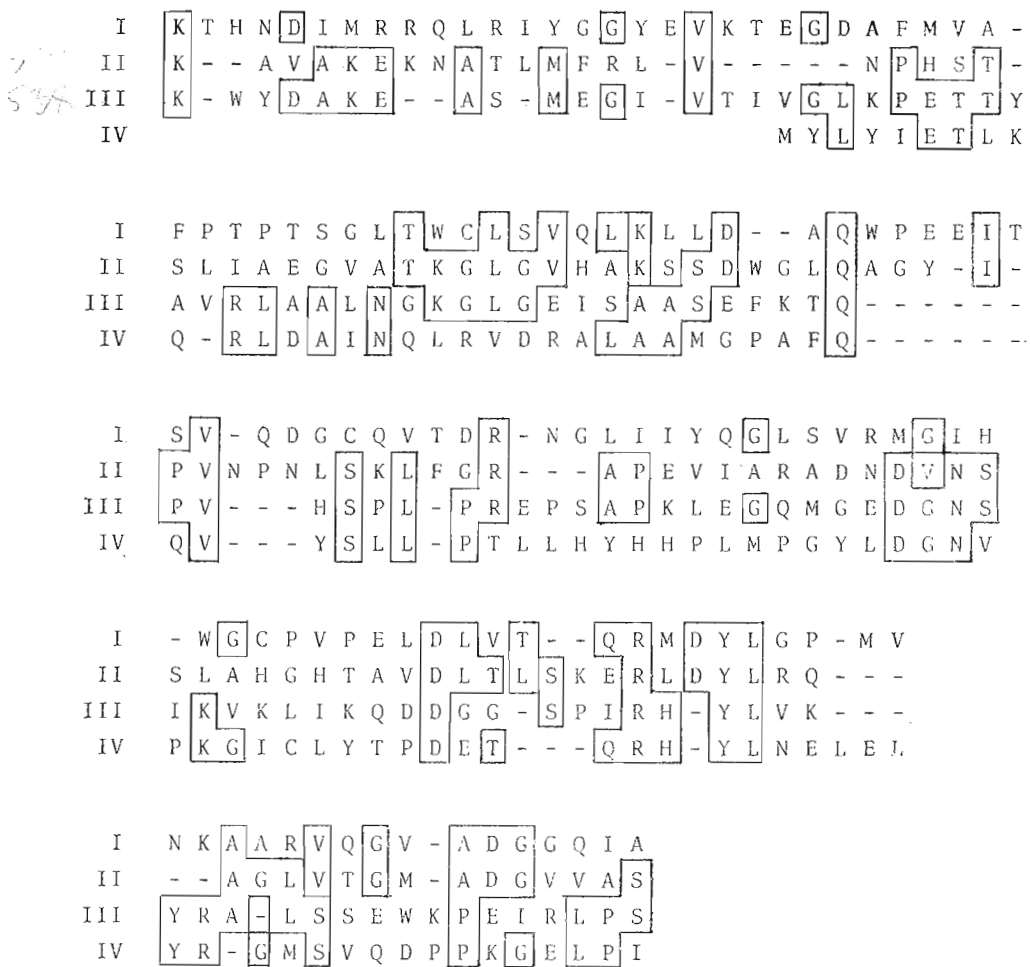 I K T H N D I M R R Q L R I Y G G Y E V K T E G D A F M V A -
II K - - A V A K E K N A T L M F R L - V - - - - - N P H S T -
III K - W Y D A K E - - A S - M E G I - V T I V G L K P E T T Y
IV M Y L Y I E T L K
I F P T P T S G L T W C L S V Q L K L L D - - A Q W P E E I T
II S L I A E G V A T K G L G V H A K S S D W G L Q A G Y - I -
III A V R L A A L N G K G L G E I S A A S E F K T Q - - - - - -
IV Q - R L D A I N Q L R V D R A L A A M G P A F Q - - - - - -
I S V - Q D G C Q V T D R - N G L I I Y Q G L S V R M G I H
II P V N P N L S K L F G R - - - A P E V I A R A D N D V N S
III P V - - - H S P L - P R E P S A P K L E G Q M G E D G N S
IV Q V - - - Y S L L - P T L L H Y H H P L M P G Y L D G N V
I - W G C P V P E L D L V T - - Q R M D Y L G P - M V
II S L A H G H T A V D L T L S K E R L D Y L R Q - - -
III I K V K L I K Q D D G G - S P I R H - Y L V K - - -
IV P K G I C L Y T P D E T - - - Q R H - Y L N E L E L
I N K A A R V Q G V - A D G G Q I A
II - - A G L V T G M - A D G V V A S
III Y R A - L S S E W K P E I R L P S
IV Y R - G M S V Q D P P K G E L P I